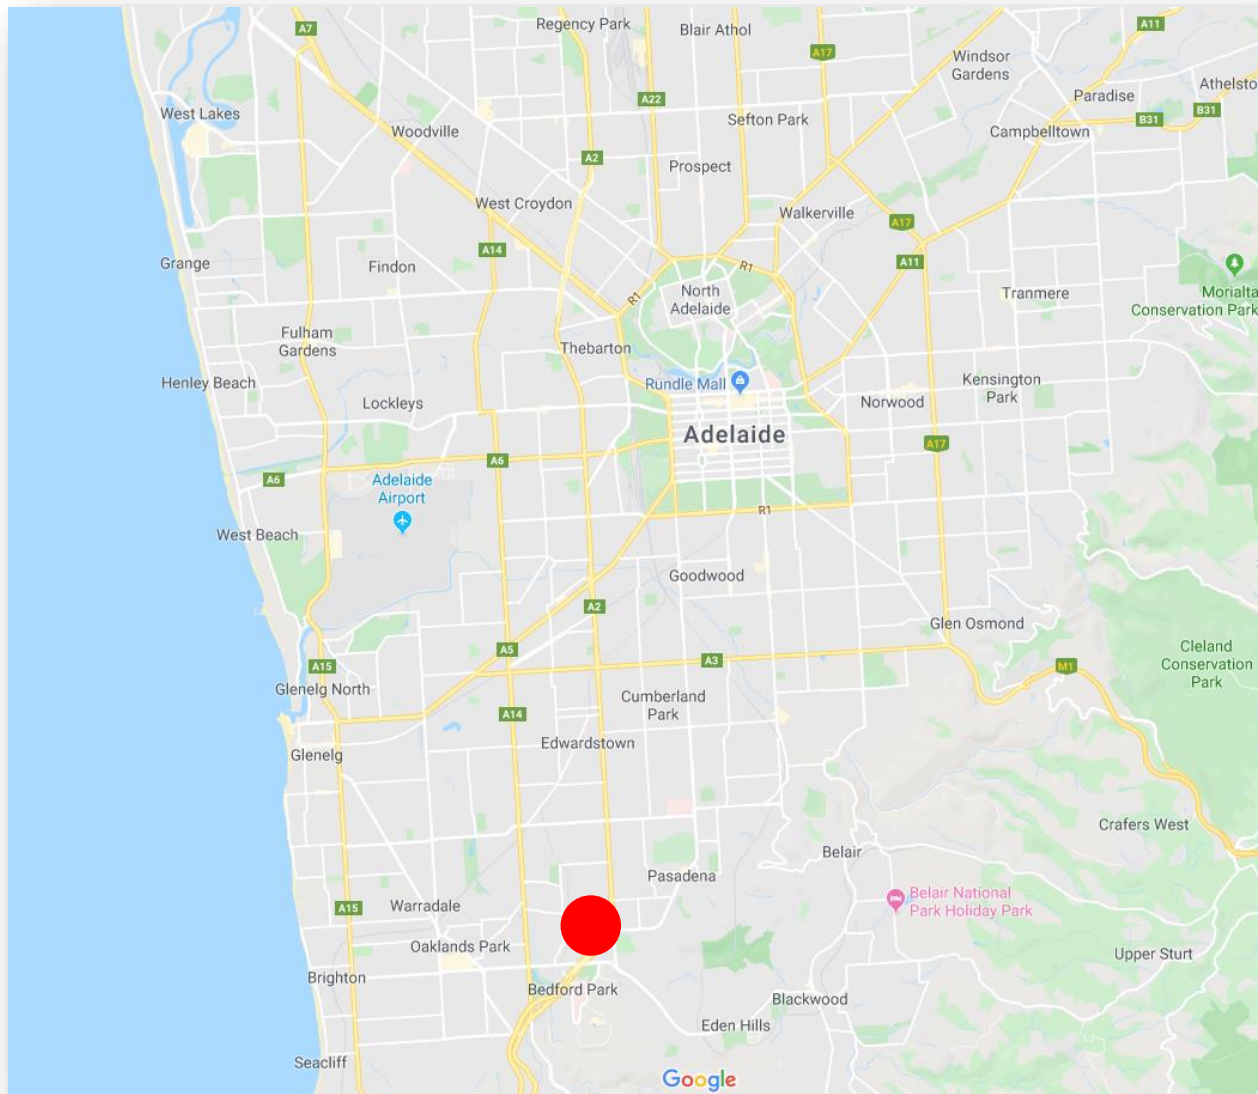 Regency Park
Blair Athol
A7
A11
A17
Windsor
Gardens
Paradise
Athelsto
A22
West Lakes
B31
B31
Sefton Park
Woodville
Campbelltown
A2
Prospect
West Croydon
Walkerville
A17
A14
Grange
Findon
R1
A11
North
Adelaide
R1
Tranmere
Morialta
Conservation Park
Fulham
Gardens
Thebarton
Henley Beach
Rundle Mall
Kensington
Park
Lockleys
Norwood
Adelaide
A17
A6
A6
Adelaide
Airport
R1
West Beach
Goodwood
A2
Glen Osmond
A5
A3
Cleland
Conservation
Park
A15
M1
Glenelg North
Cumberland
Park
A14
Edwardstown
Glenelg
Crafers West
Belair
Pasadena
Belair National
Park Holiday Park
A15
Warradale
Oaklands Park
Upper Sturt
Brighton
Bedford Park
Blackwood
Eden Hills
Seacliff
Google